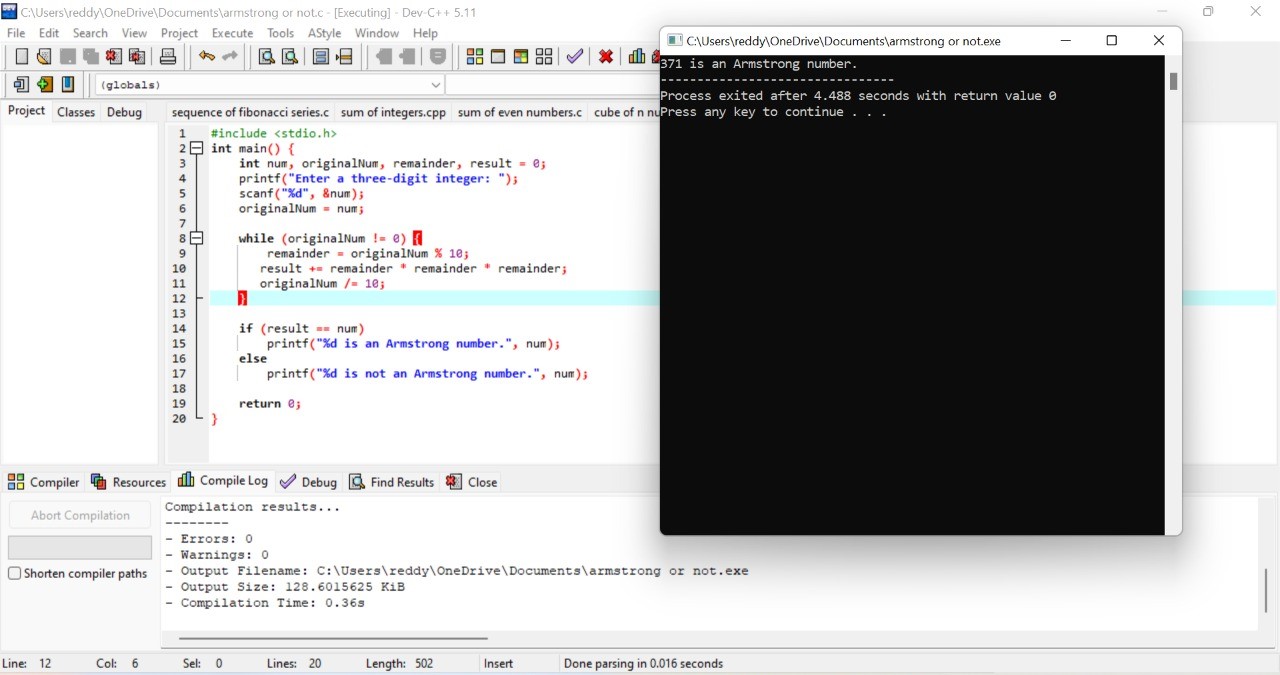 C:\Users\reddy\OneDrive\Documents\armstrong or not.c - [Executing] - Dev-C++ 5.11
File Edit Search View Project Execute Tools AStyle Window Help
(globals)
Project Classes Debug
sequence of fibonacci series.c sum of integers.cpp sum of even numbers.c cube of n nu
1 #include <stdio.h>
2 int main() {
3 int num, originalNum, remainder, result = 0;
4 printf("Enter a three-digit integer: ");
5 scanf("%d", &num);
6 originalNum = num;
7
8 while (originalNum != 0) {
9 remainder = originalNum % 10;
10 result += remainder * remainder * remainder;
11 originalNum /= 10;
12 }
13
14 if (result == num)
15 printf("%d is an Armstrong number.", num);
16 else
17 printf("%d is not an Armstrong number.", num);
18
19 return 0;
20 }
C:\Users\reddy\OneDrive\Documents\armstrong or not.exe
371 is an Armstrong number.
--------------------------------
Process exited after 4.488 seconds with return value 0
Press any key to continue . . .
Compiler Resources Compile Log Debug Find Results Close
Abort Compilation
Shorten compiler paths
Compilation results...
--------
- Errors: 0
- Warnings: 0
- Output Filename: C:\Users\reddy\OneDrive\Documents\armstrong or not.exe
- Output Size: 128.6015625 KiB
- Compilation Time: 0.36s
Line: 12 Col: 6 Sel: 0 Lines: 20 Length: 502 Insert Done parsing in 0.016 seconds